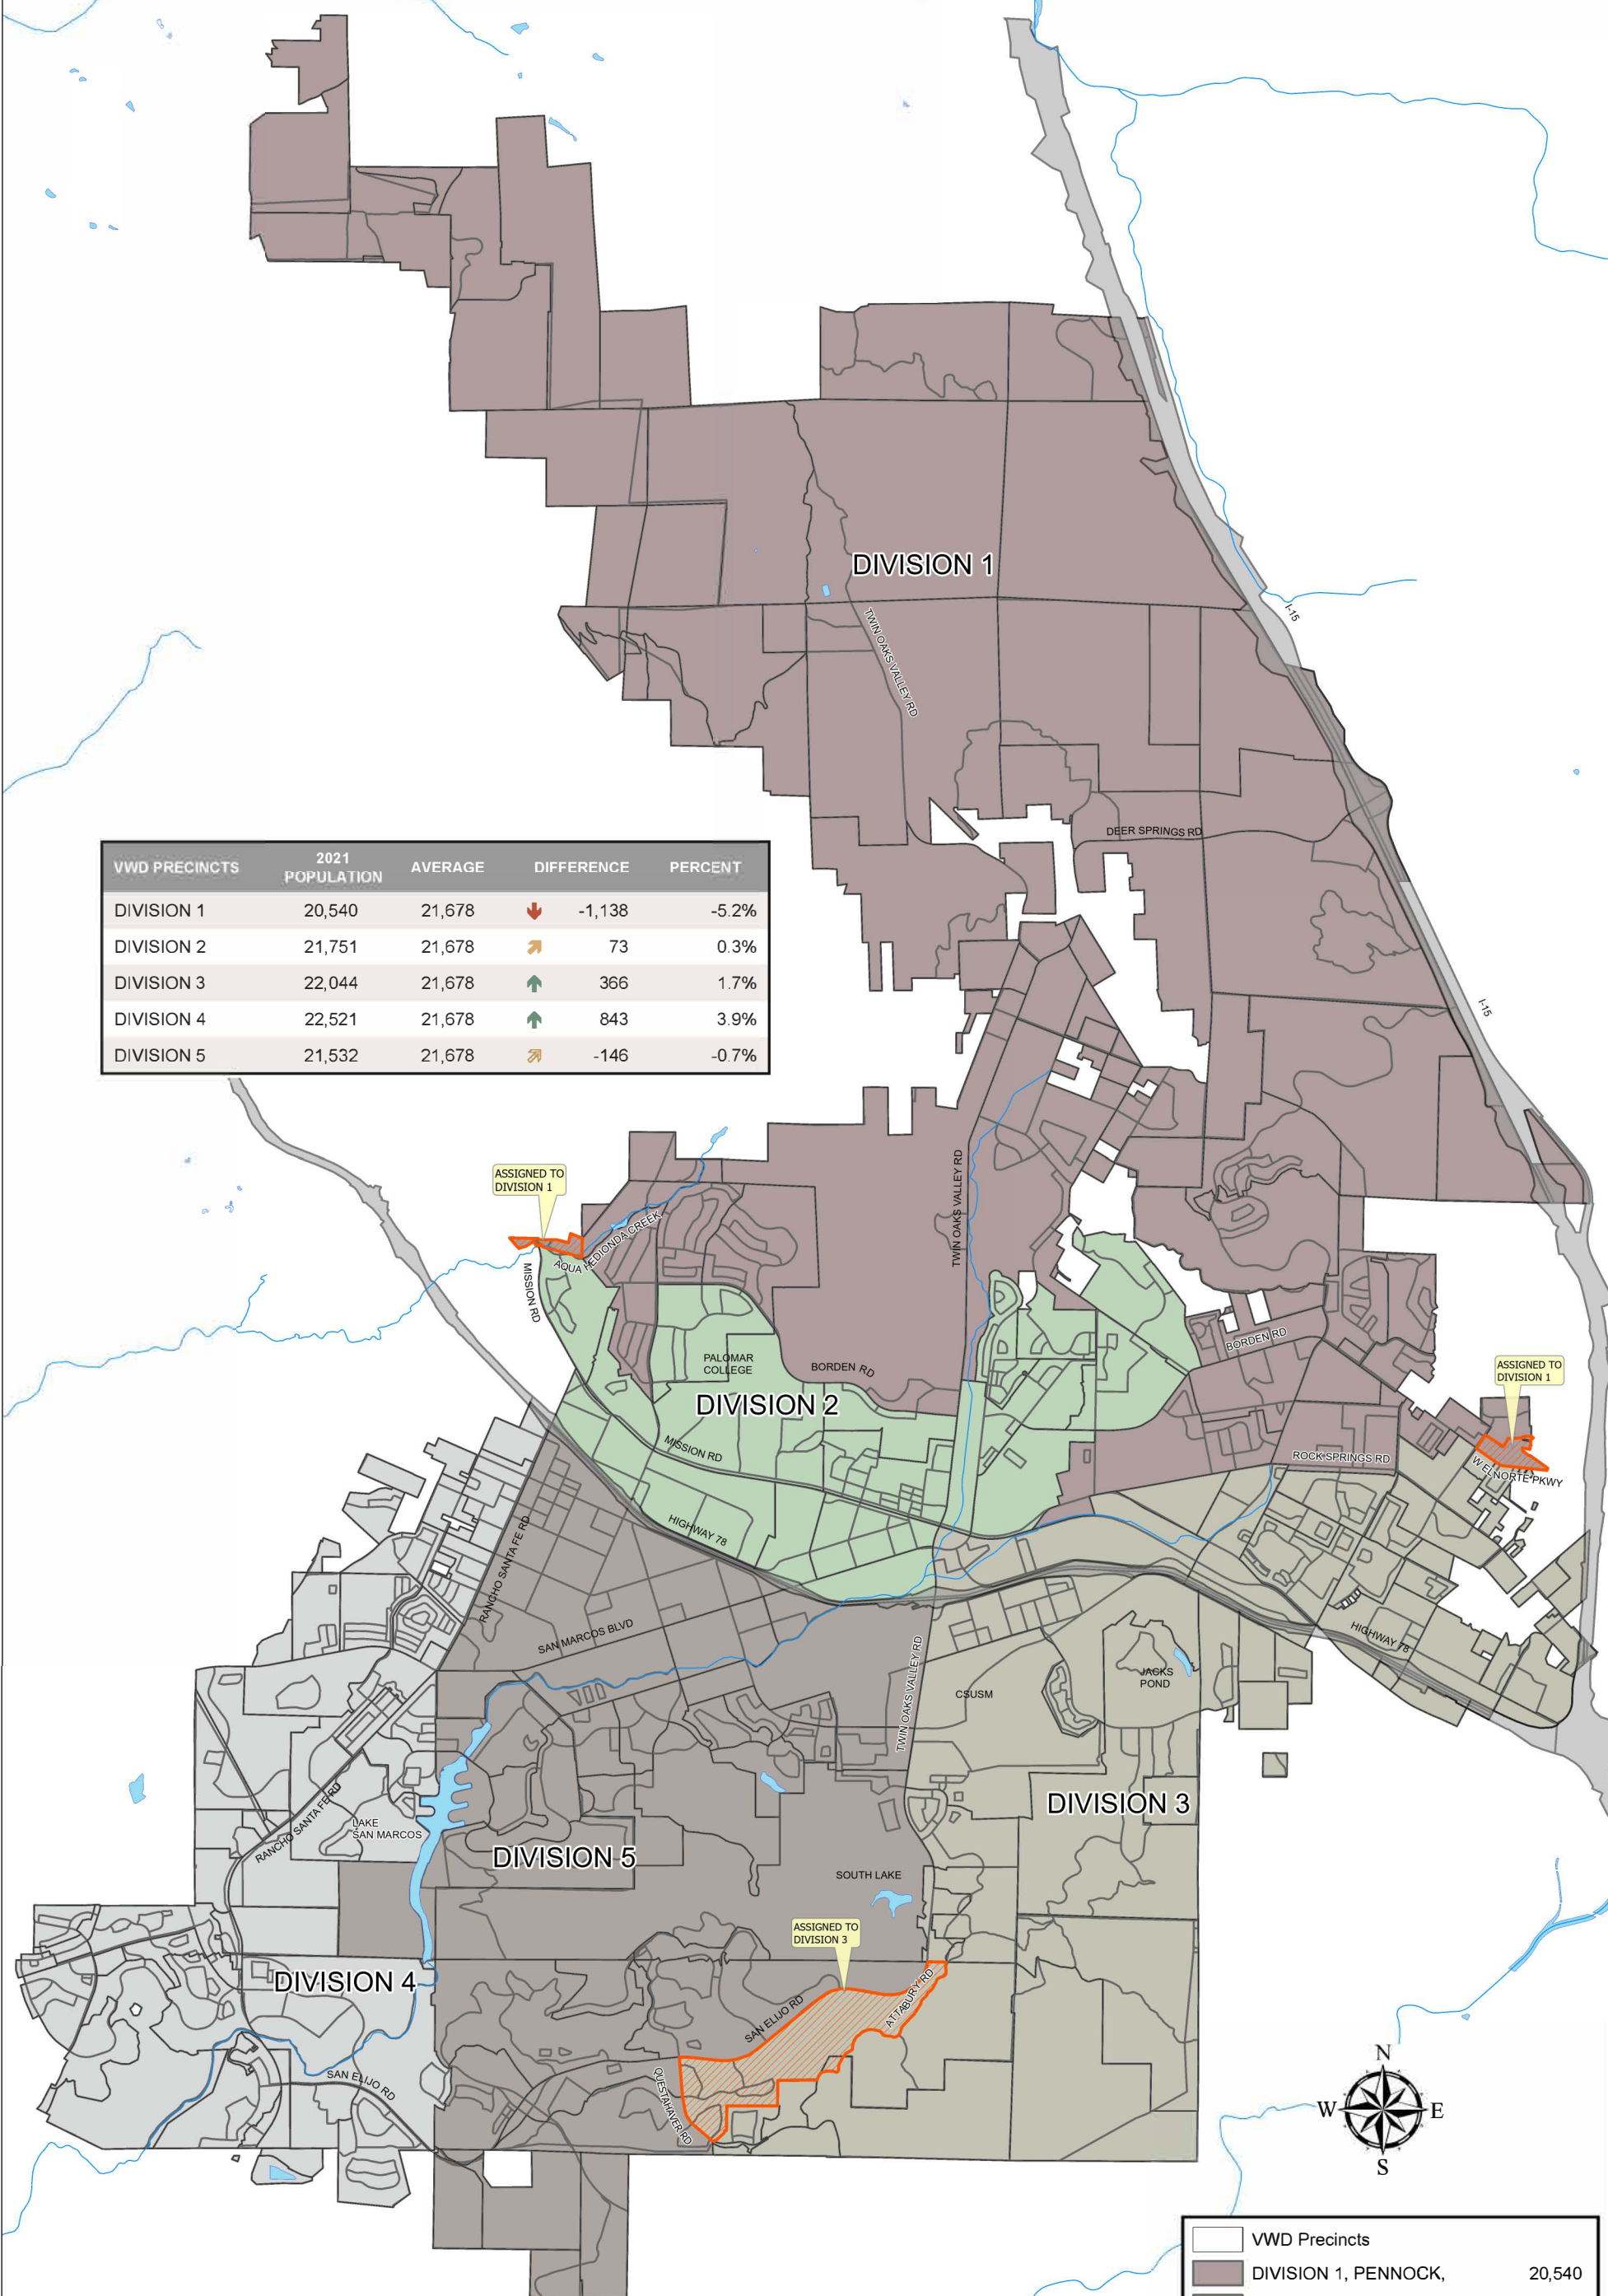 DIVISION 1
I-15
TWIN OAKS VALLEY RD
DEER SPRINGS RD
VWD PRECINCTS 2021 POPULATION AVERAGE DIFFERENCE PERCENT
DIVISION 1 20,540 21,678 -1,138 -5.2%
DIVISION 2 21,751 21,678 73 0.3%
DIVISION 3 22,044 21,678 366 1.7%
DIVISION 4 22,521 21,678 843 3.9%
DIVISION 5 21,532 21,678 -146 -0.7%
I-15
ASSIGNED TO
DIVISION 1
TWIN OAKS VALLEY RD
AQUA HEDIONDA CREEK
MISSION RD
BORDEN RD
PALOMAR
COLLEGE
BORDEN RD
ASSIGNED TO
DIVISION 1
DIVISION 2
MISSION RD
ROCK SPRINGS RD
W EL NORTE PKWY
HIGHWAY 78
RANCHO SANTA FE RD
SAN MARCOS BLVD
HIGHWAY 78
TWIN OAKS VALLEY RD
CSUSM
JACKS
POND
DIVISION 3
RANCHO SANTA FE RD
LAKE
SAN MARCOS
DIVISION 5
SOUTH LAKE
ASSIGNED TO
DIVISION 3
DIVISION 4
SAN ELIJO RD
ATTABURY RD
SAN ELIJO RD
QUESTAHAVER RD
N
W E
S
VWD Precincts
DIVISION 1, PENNOCK, 20,540